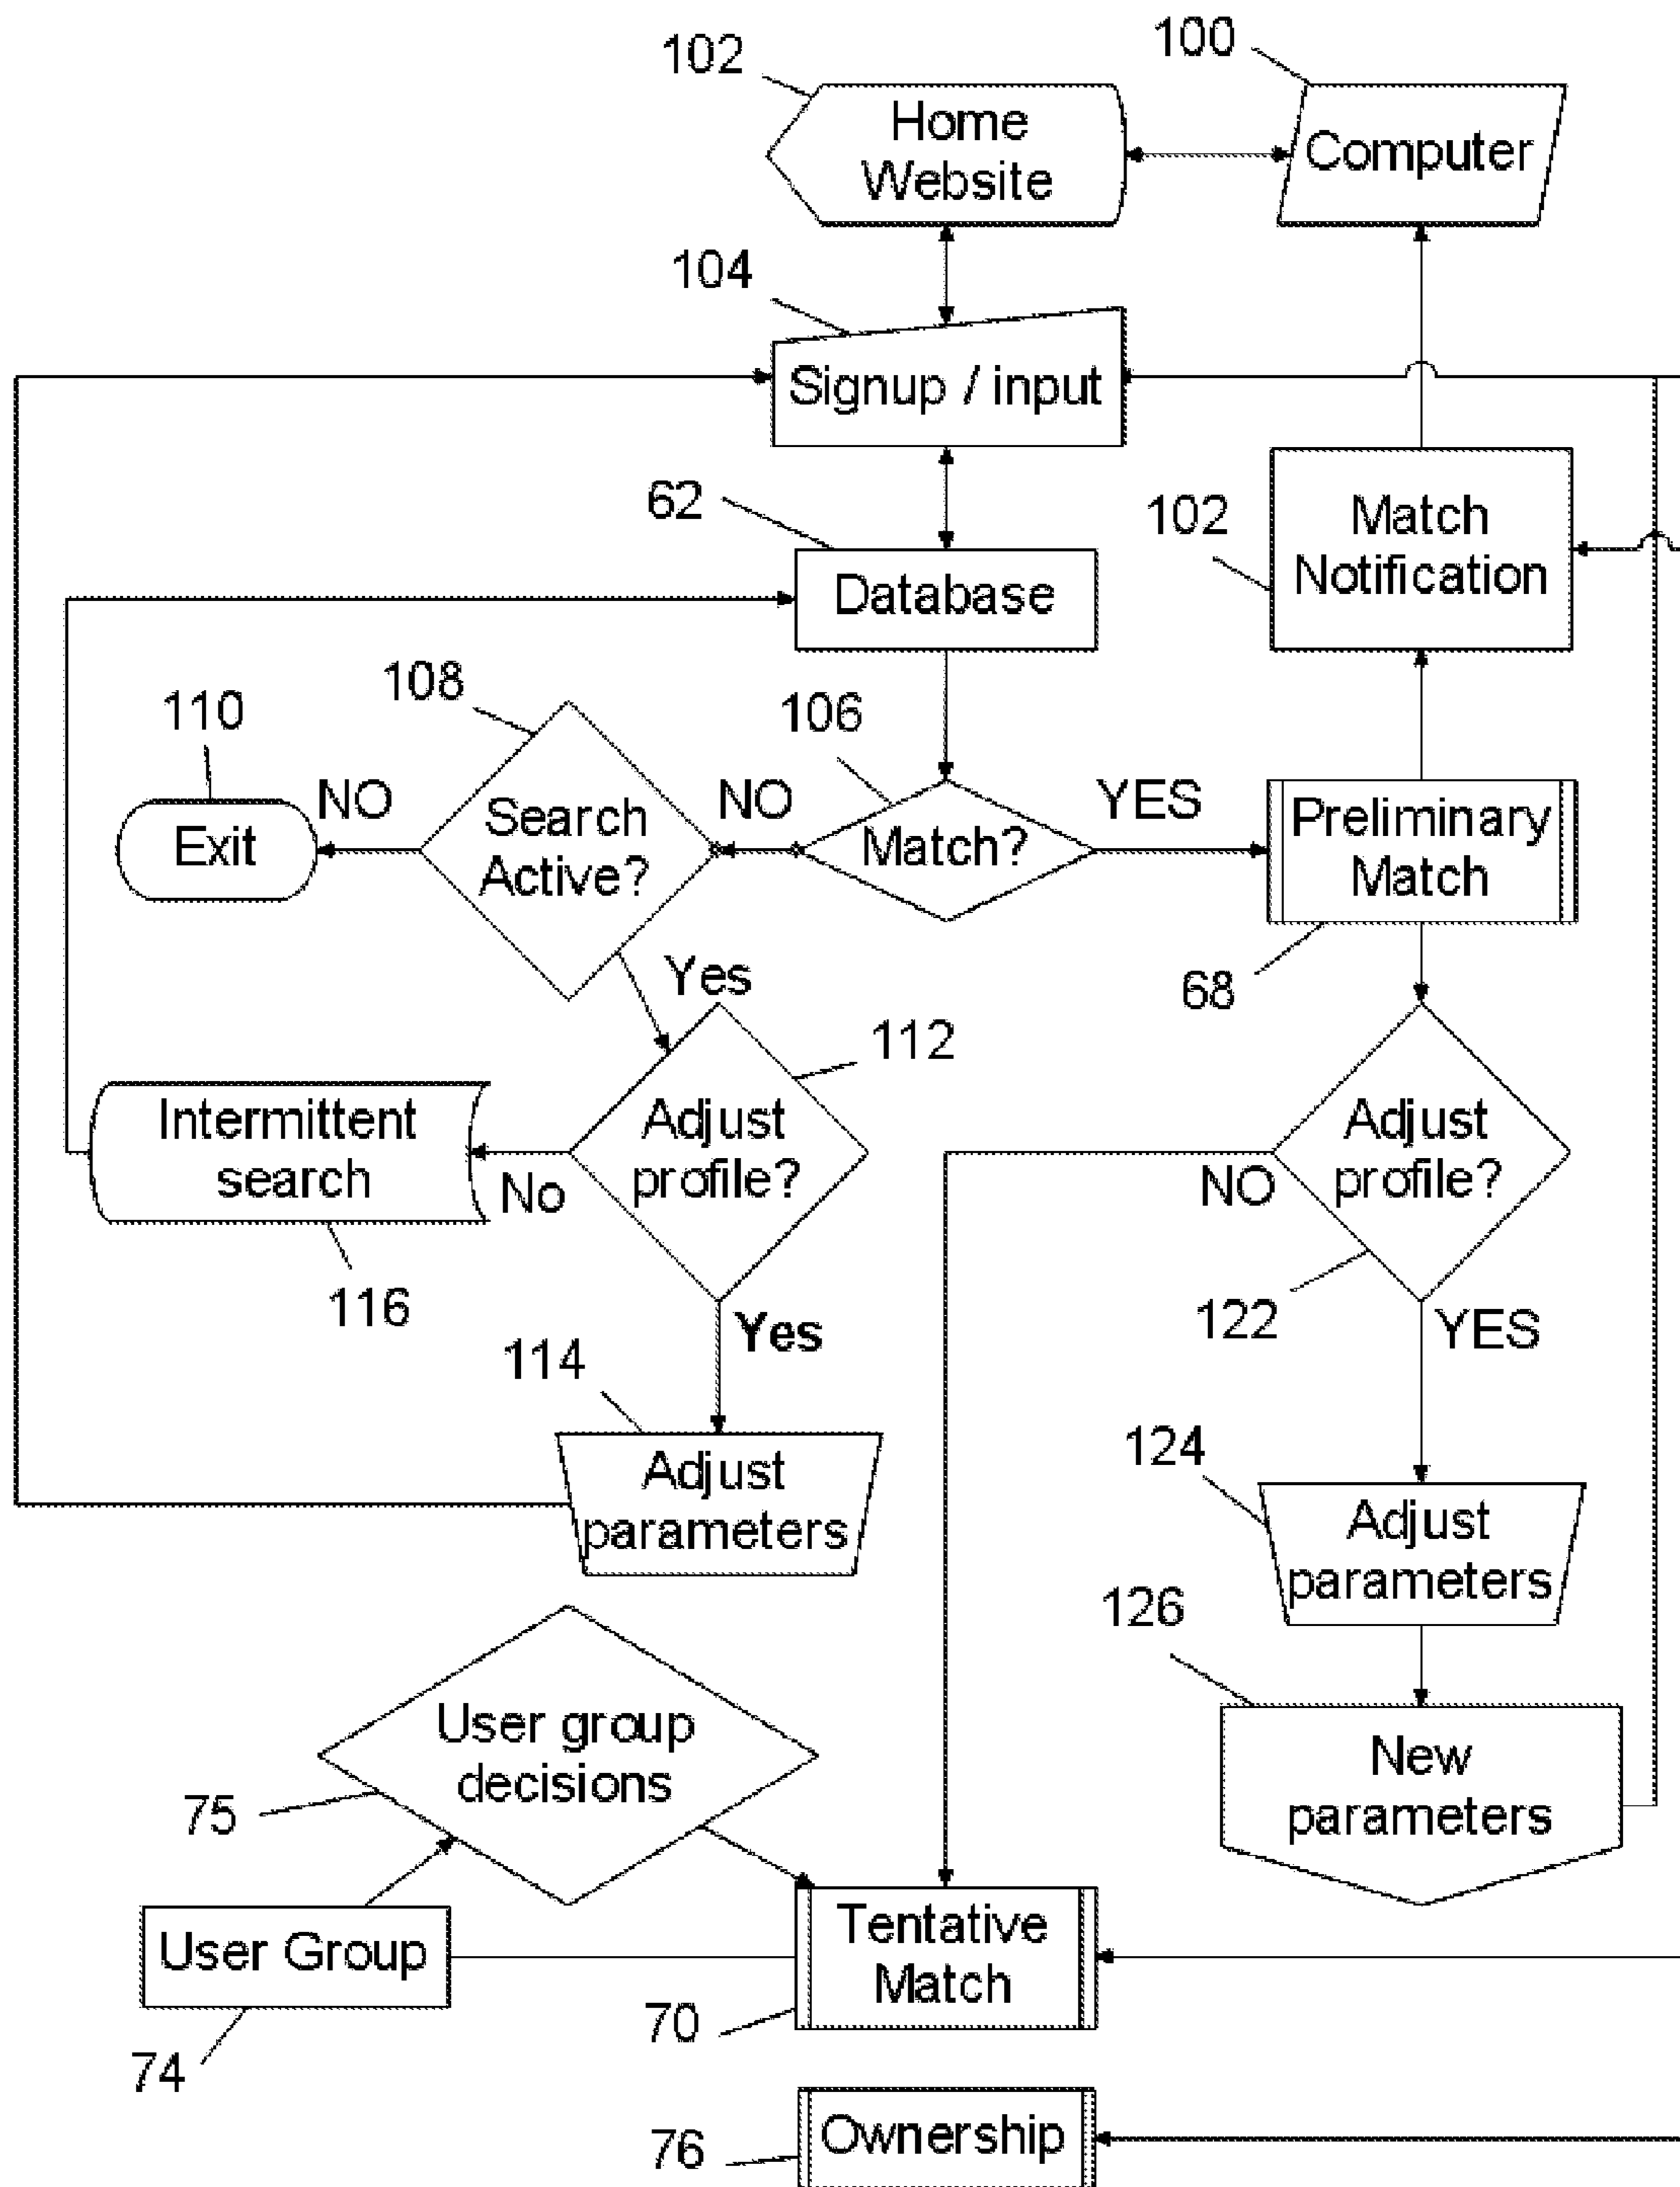 102
100
Home
Website
Computer
104
Signup / input
62
Database
102
Match
Notification
108
110
106
NO
NO
YES
Exit
Search
Active?
Match?
Preliminary
Match
68
Yes
112
Intermittent
search
No
Adjust
profile?
Adjust
profile?
NO
116
122
Yes
YES
114
Adjust
parameters
124
Adjust
parameters
126
User group
decisions
75
New
parameters
User Group
74
Tentative
Match
70
Ownership
76